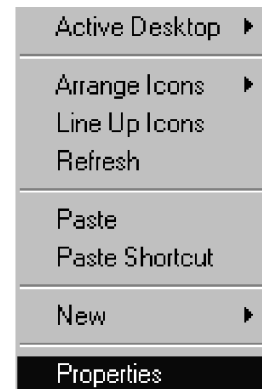 Active Desktop
Arrange Icons
Line Up Icons
Refresh
Paste
Paste Shortcut
New
Properties